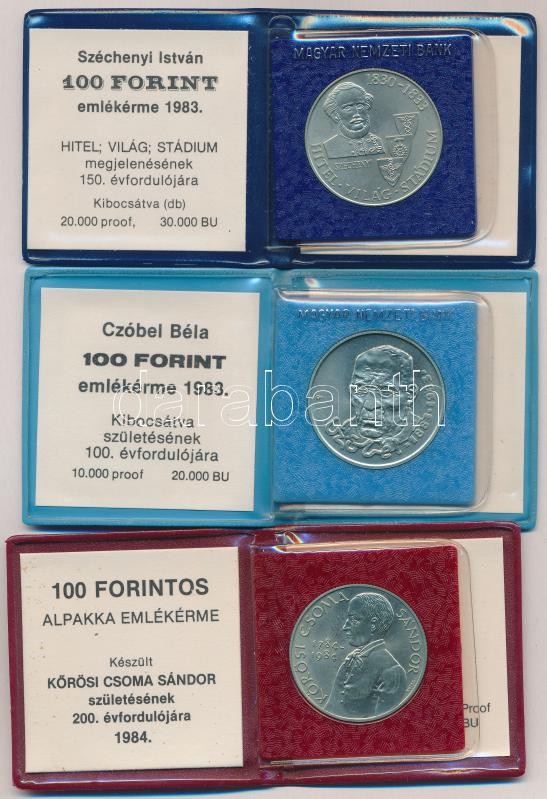 Széchenyi István
100 FORINT
emlékérme 1983.
HITEL; VILÁG; STÁDIUM
megjelenésének
150. évfordulójára
Kibocsátva (db)
20.000 proof, 30.000 BU
MAGYAR NEMZETI BANK
1830-1833
SZÉCHENYI
HITEL·VILÁG·STÁDIUM
Czóbel Béla
100 FORINT
emlékérme 1983.
Kibocsátva
születésének
100. évfordulójára
10.000 proof 20.000 BU
MAGYAR NEMZETI BANK
darabanth
100 FORINTOS
ALPAKKA EMLÉKÉRME
Készült
KŐRÖSI CSOMA SÁNDOR
születésének
200. évfordulójára
1984.
KŐRÖSI CSOMA SÁNDOR
Proof
BU